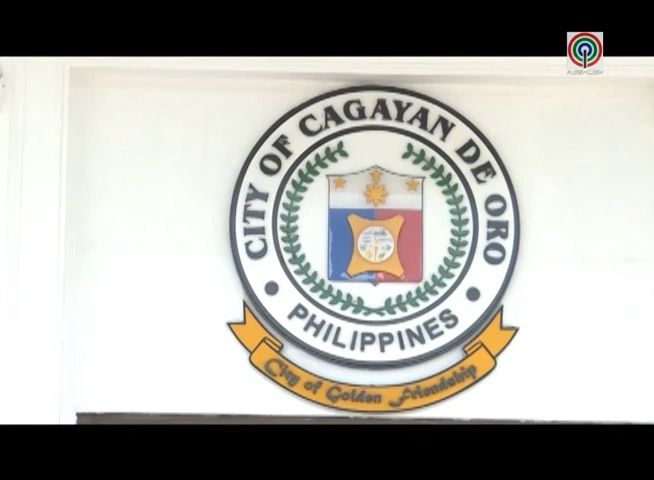 ABS-CBN
CITY OF CAGAYAN DE ORO
PHILIPPINES
City of Golden Friendship